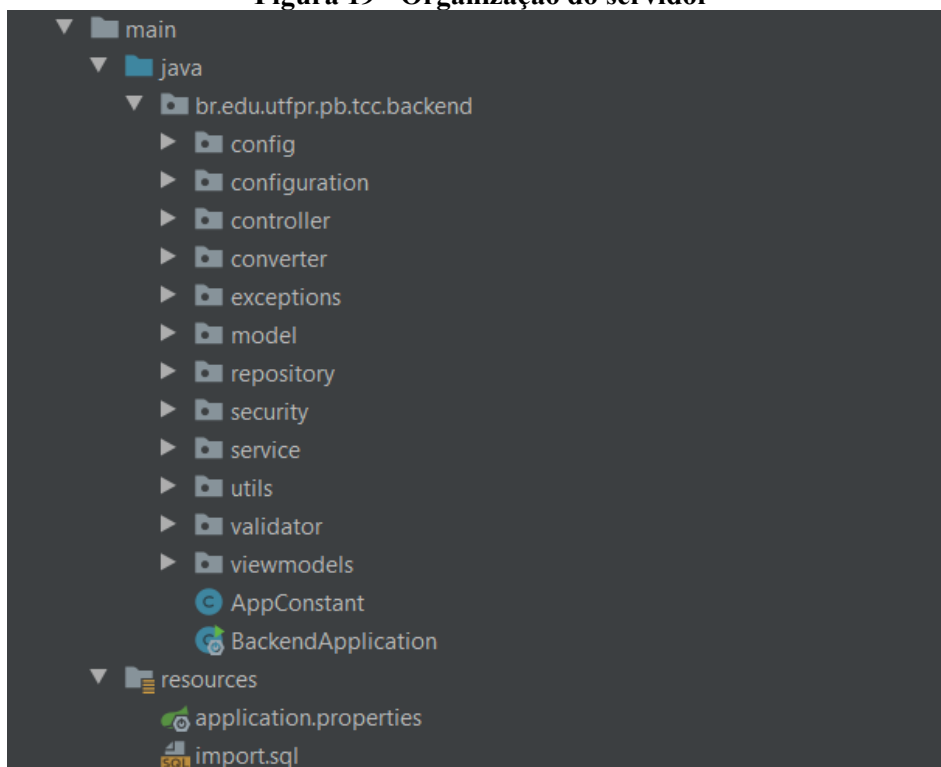 Figura 19 - Organização do servidor
main
java
br.edu.utfpr.pb.tcc.backend
config
configuration
controller
converter
exceptions
model
repository
security
service
utils
validator
viewmodels
AppConstant
BackendApplication
resources
application.properties
import.sql